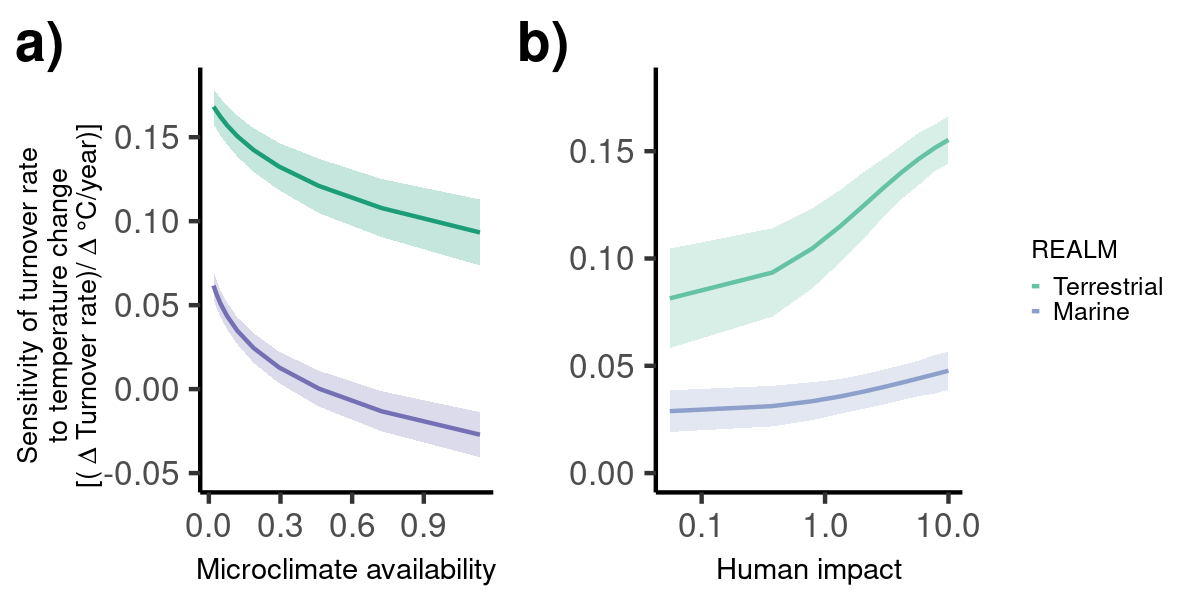 a)
b)
Sensitivity of turnover rate
to temperature change
[( Δ Turnover rate)/ Δ °C/year)]
0.15
0.10
0.05
0.00
-0.05
0.0 0.3 0.6 0.9
Microclimate availability
0.15
0.10
0.05
0.00
0.1 1.0 10.0
Human impact
REALM
Terrestrial
Marine